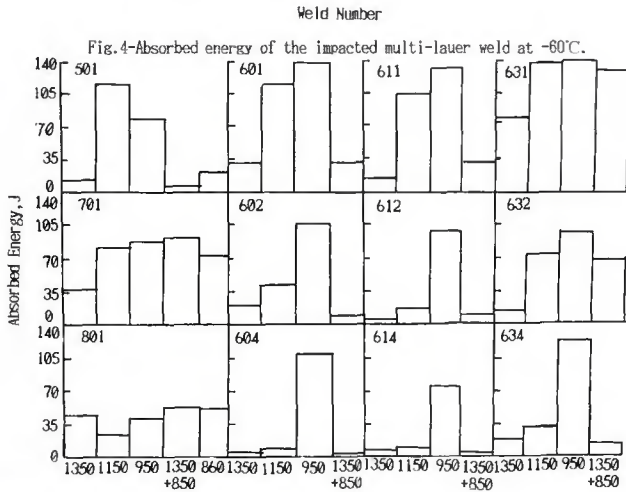 Weld Number
Fig.4-Absorbed energy of the impacted multi-lauer weld at -60℃.
140 501 601 611 631
105
70
35
0
140 701 602 612 632
105
70
35
0
Absorbed Energy,J
140 801 604 614 634
105
70
35
0
1350 1150 950 1350 860 1350 1150 950 1350 1350 1150 950 1350 1350 1150 950 1350
+850 +850 +850 +850